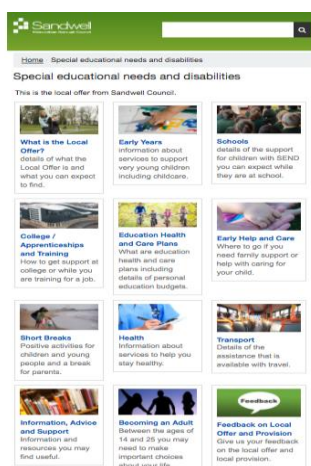 Sandwell
Home Special educational needs and disabilities
Special educational needs and disabilities
This is the local offer from Sandwell Council.
What is the Local
Offer?
details of what the
Local Offer is and
what you can expect
to find.
Early Years
information about
services to support
very young children
including childcare.
Schools
details of the support
for children with SEND
you can expect while
they are at school.
College /
Apprenticeships
and Training
How to get support at
college or while you
are training for a job.
Education Health
and Care Plans
What are education
health and care
plans including
details of personal
education budgets.
Early Help and Care
Where to go if you
need family support or
help with caring for
your child.
Short Breaks
Positive activities for
children and young
people and a break
for parents.
Health
Information about
services to help you
stay healthy.
Transport
Details of the
assistance that is
available with travel.
Information, Advice
and Support
Information and
resources you may
find useful.
Becoming an Adult
Between the ages of
14 and 25 you may
need to make
important choices
about your life
Feedback
Feedback on Local
Offer and Provision
Give us your feedback
on the local offer and
local provision.